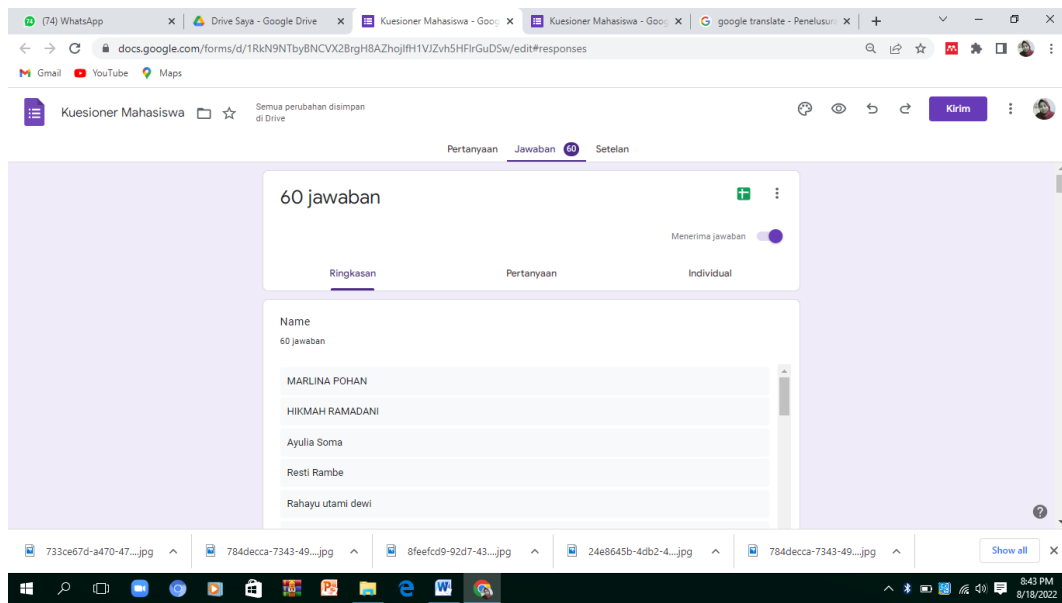 (74) WhatsApp
Drive Saya - Google Drive
Kuesioner Mahasiswa - Goog
Kuesioner Mahasiswa - Goog
google translate - Penelusura
docs.google.com/forms/d/1RkN9NTbyBNCVX2BrgH8AZhojIfH1VJZvh5HFIrGuDSw/edit#responses
Gmail
YouTube
Maps
Kuesioner Mahasiswa
Semua perubahan disimpan
di Drive
Kirim
Pertanyaan
Jawaban 60
Setelan
60 jawaban
Menerima jawaban
Ringkasan
Pertanyaan
Individual
Name
60 jawaban
MARLINA POHAN
HIKMAH RAMADANI
Ayulia Soma
Resti Rambe
Rahayu utami dewi
733ce67d-a470-47....jpg
784decca-7343-49....jpg
8feefcd9-92d7-43....jpg
24e8645b-4db2-4....jpg
784decca-7343-49....jpg
Show all
8:43 PM
8/18/2022